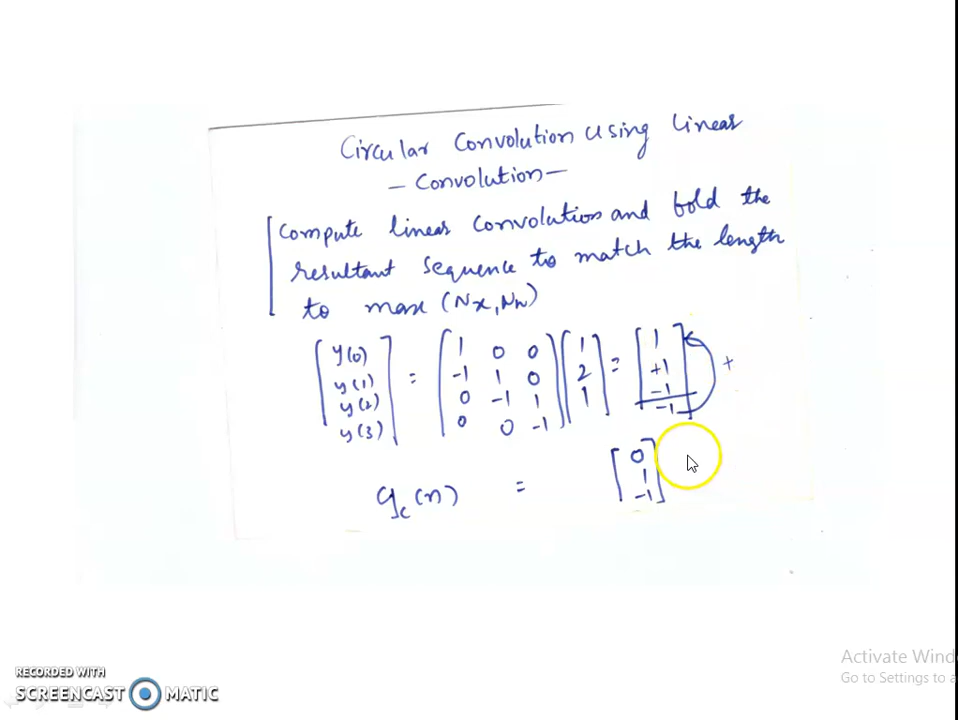 Circular Convolution using linear
- Convolution -
Compute linear convolution and fold the
resultant sequence to match the length
to max (Nx, Nh)
[y(0) y(1) y(2) y(3)] = [1 0 0; -1 1 0; 0 -1 1; 0 0 -1] [1 2 1] = [1 +1 -1 -1] +
yc(n) = [0 1 -1]
Activate Wind
Go to Settings to a
RECORDED WITH
SCREENCAST MATIC